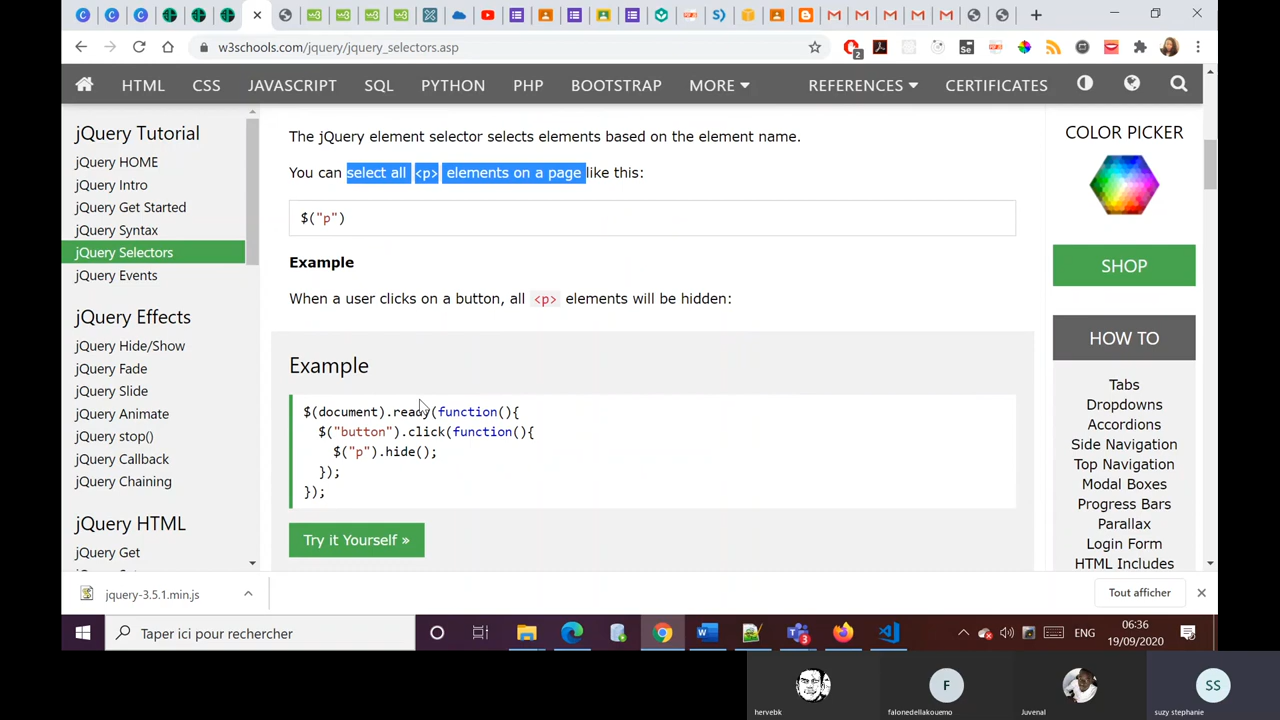 w3schools.com/jquery/jquery_selectors.asp
2
HTML CSS JAVASCRIPT SQL PYTHON PHP BOOTSTRAP MORE REFERENCES CERTIFICATES
jQuery Tutorial
jQuery HOME
jQuery Intro
jQuery Get Started
jQuery Syntax
jQuery Selectors
jQuery Events
jQuery Effects
jQuery Hide/Show
jQuery Fade
jQuery Slide
jQuery Animate
jQuery stop()
jQuery Callback
jQuery Chaining
jQuery HTML
jQuery Get
The jQuery element selector selects elements based on the element name.
You can select all <p> elements on a page like this:
$("p")
Example
When a user clicks on a button, all <p> elements will be hidden:
Example
$(document).ready(function(){
$("button").click(function(){
$("p").hide();
});
});
Try it Yourself »
COLOR PICKER
SHOP
HOW TO
Tabs
Dropdowns
Accordions
Side Navigation
Top Navigation
Modal Boxes
Progress Bars
Parallax
Login Form
HTML Includes
jquery-3.5.1.min.js
Tout afficher
Taper ici pour rechercher
3
ENG
06:36
19/09/2020
hervebk
F
falonedellakouemo
Juvenal
SS
suzy stephanie